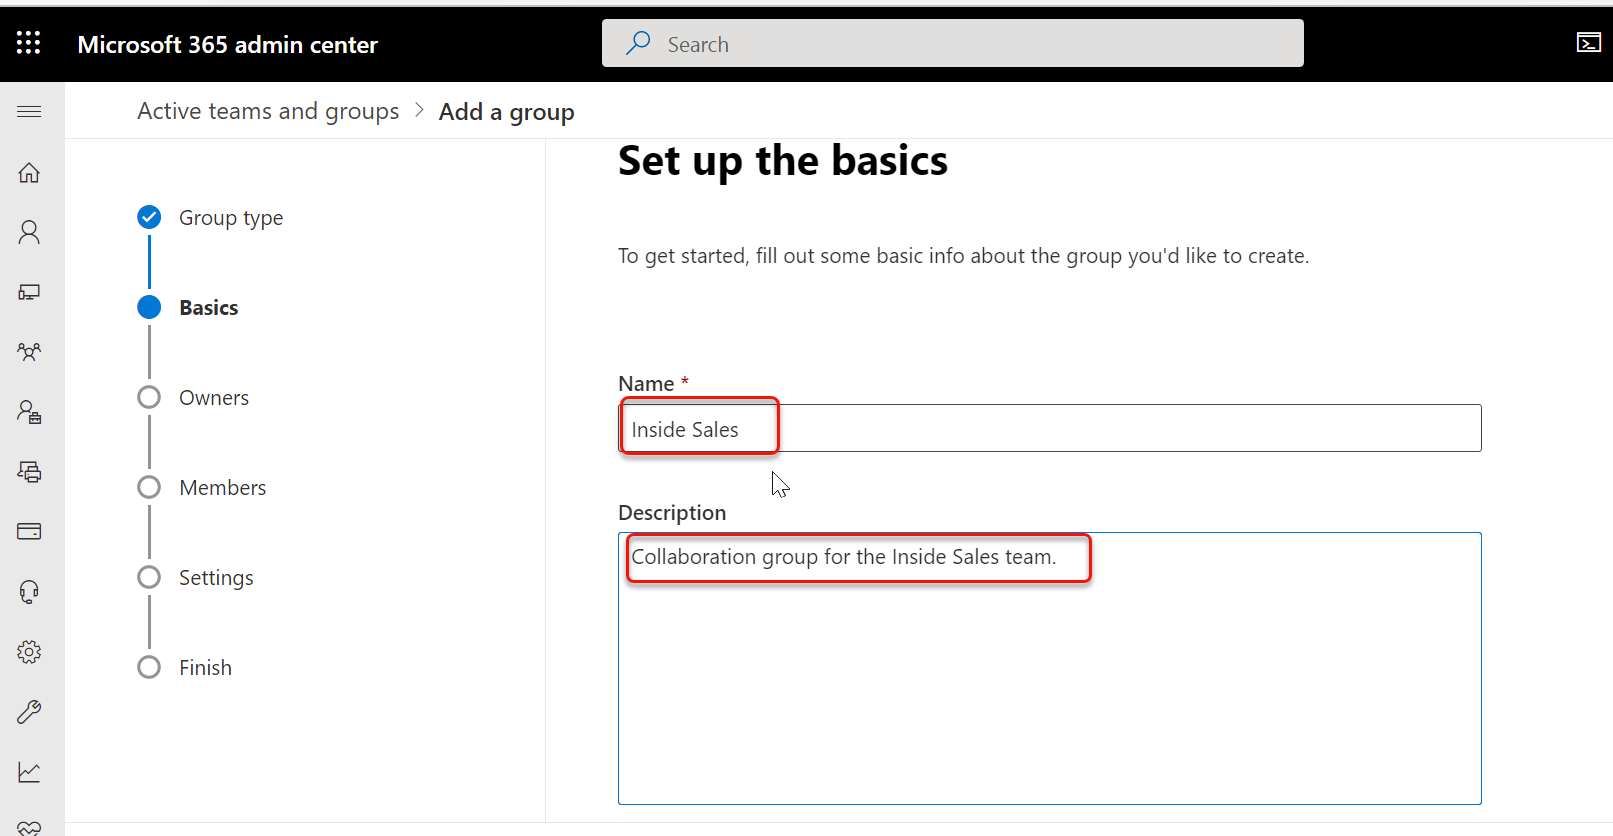 Microsoft 365 admin center
Search
Active teams and groups > Add a group
Set up the basics
Group type
To get started, fill out some basic info about the group you'd like to create.
Basics
Owners
Members
Settings
Finish
Name *
Inside Sales
Description
Collaboration group for the Inside Sales team.